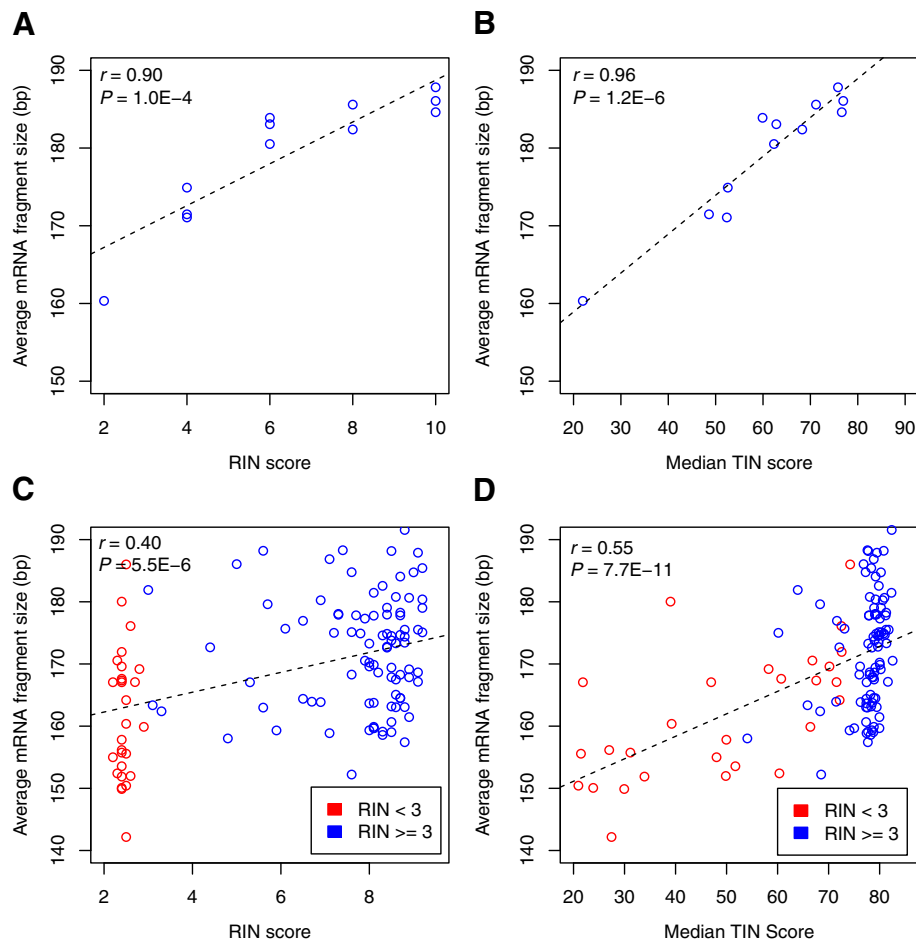 A
r = 0.90
P = 1.0E−4
Average mRNA fragment size (bp)
150 160 170 180 190
2 4 6 8 10
RIN score
B
r = 0.96
P = 1.2E−6
Average mRNA fragment size (bp)
150 160 170 180 190
20 30 40 50 60 70 80 90
Median TIN score
C
r = 0.40
P = 5.5E−6
Average mRNA fragment size (bp)
140 150 160 170 180 190
RIN < 3
RIN >= 3
2 4 6 8
RIN score
D
r = 0.55
P = 7.7E−11
Average mRNA fragment size (bp)
140 150 160 170 180 190
RIN < 3
RIN >= 3
20 30 40 50 60 70 80
Median TIN Score